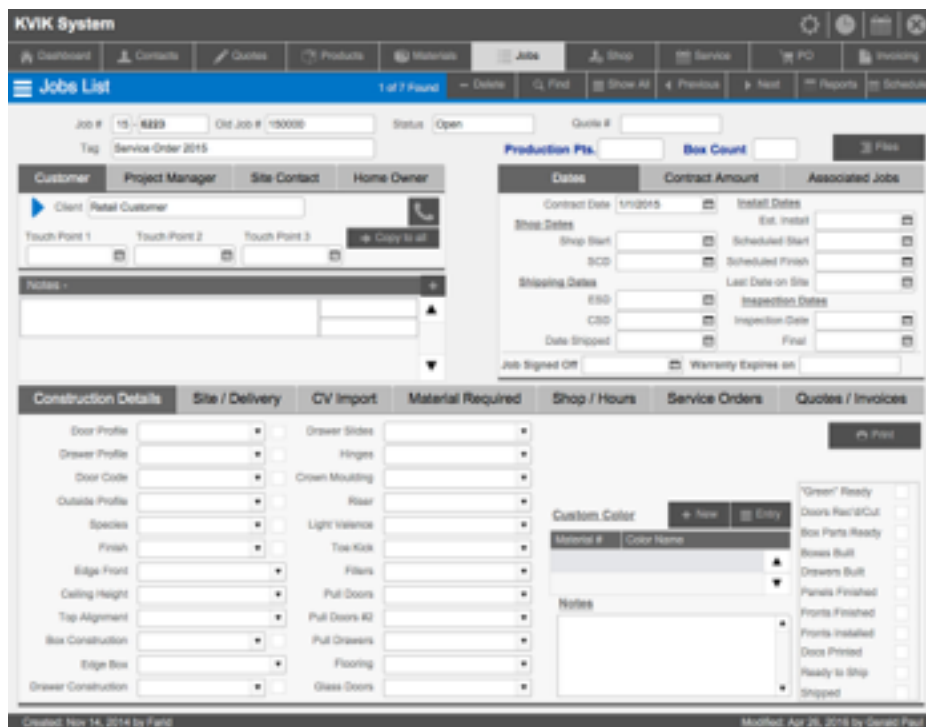 KVIK System
Dashboard Contacts Quotes Products Materials Jobs Shop Service PO Invoicing
Jobs List 1 of 7 Found Delete Find Show All Previous Next Reports Schedule
Job # 15 - 6223 Old Job # 150000 Status Open Quote #
Tag Service Order 2015 Production Pts. Box Count Files
Customer Project Manager Site Contact Home Owner Dates Contract Amount Associated Jobs
Client Retail Customer Contract Date 1/1/2015 Install Dates
Shop Dates Est. Install
Touch Point 1 Touch Point 2 Touch Point 3 Copy to all Shop Start Scheduled Start
SCD Scheduled Finish
Notes - Shipping Dates Last Date on Site
ESD Inspection Dates
CSD Inspection Date
Date Shipped Final
Job Signed Off Warranty Expires on
Construction Details Site / Delivery CV Import Material Required Shop / Hours Service Orders Quotes / Invoices
Door Profile Drawer Slides Print
Drawer Profile Hinges
Door Code Crown Moulding
Outside Profile Riser
Species Light Valence
Finish Toe Kick
Edge Front Fillers
Ceiling Height Pull Doors
Top Alignment Pull Doors #2
Box Construction Pull Drawers
Edge Box Flooring
Drawer Construction Glass Doors
Custom Color New Entry
Material # Color Name
Notes
"Green" Ready
Doors Rec'd/Cut
Box Parts Ready
Boxes Built
Drawers Built
Panels Finished
Fronts Finished
Fronts Installed
Docs Printed
Ready to Ship
Shipped
Created: Nov 14, 2014 by Farid Modified: Apr 26, 2016 by Gerald Paul